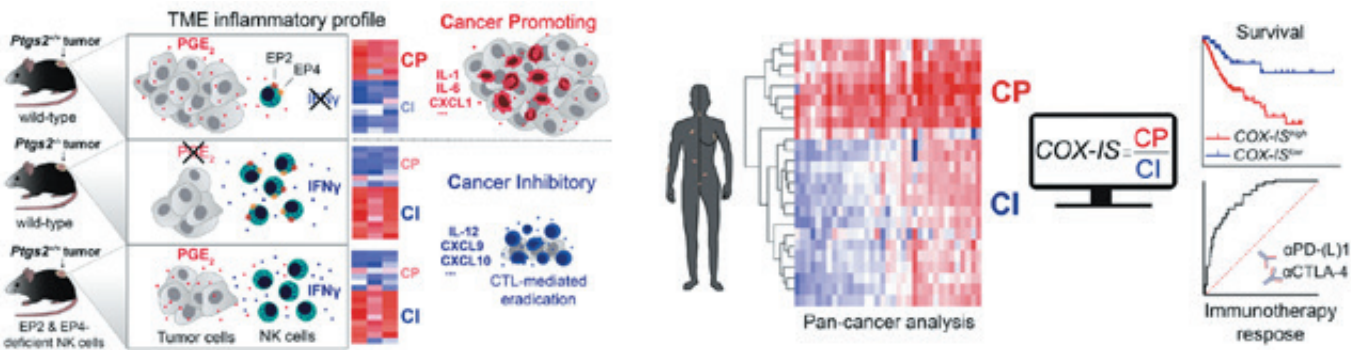 TME inflammatory profile
Ptgs2+/+ tumor
wild-type
PGE2
EP2
EP4
IFNγ
CP
CI
Cancer Promoting
IL-1
IL-6
CXCL1
...
Ptgs2-/- tumor
wild-type
PGE2
IFNγ
CP
CI
Cancer Inhibitory
IL-12
CXCL9
CXCL10
...
CTL-mediated
eradication
Ptgs2+/+ tumor
EP2 & EP4-
deficient NK cells
PGE2
IFNγ
Tumor cells
NK cells
CP
CI
CP
CI
Pan-cancer analysis
COX-IS=CP
CI
Survival
COX-IShigh
COX-ISlow
αPD-(L)1
αCTLA-4
Immunotherapy
respose